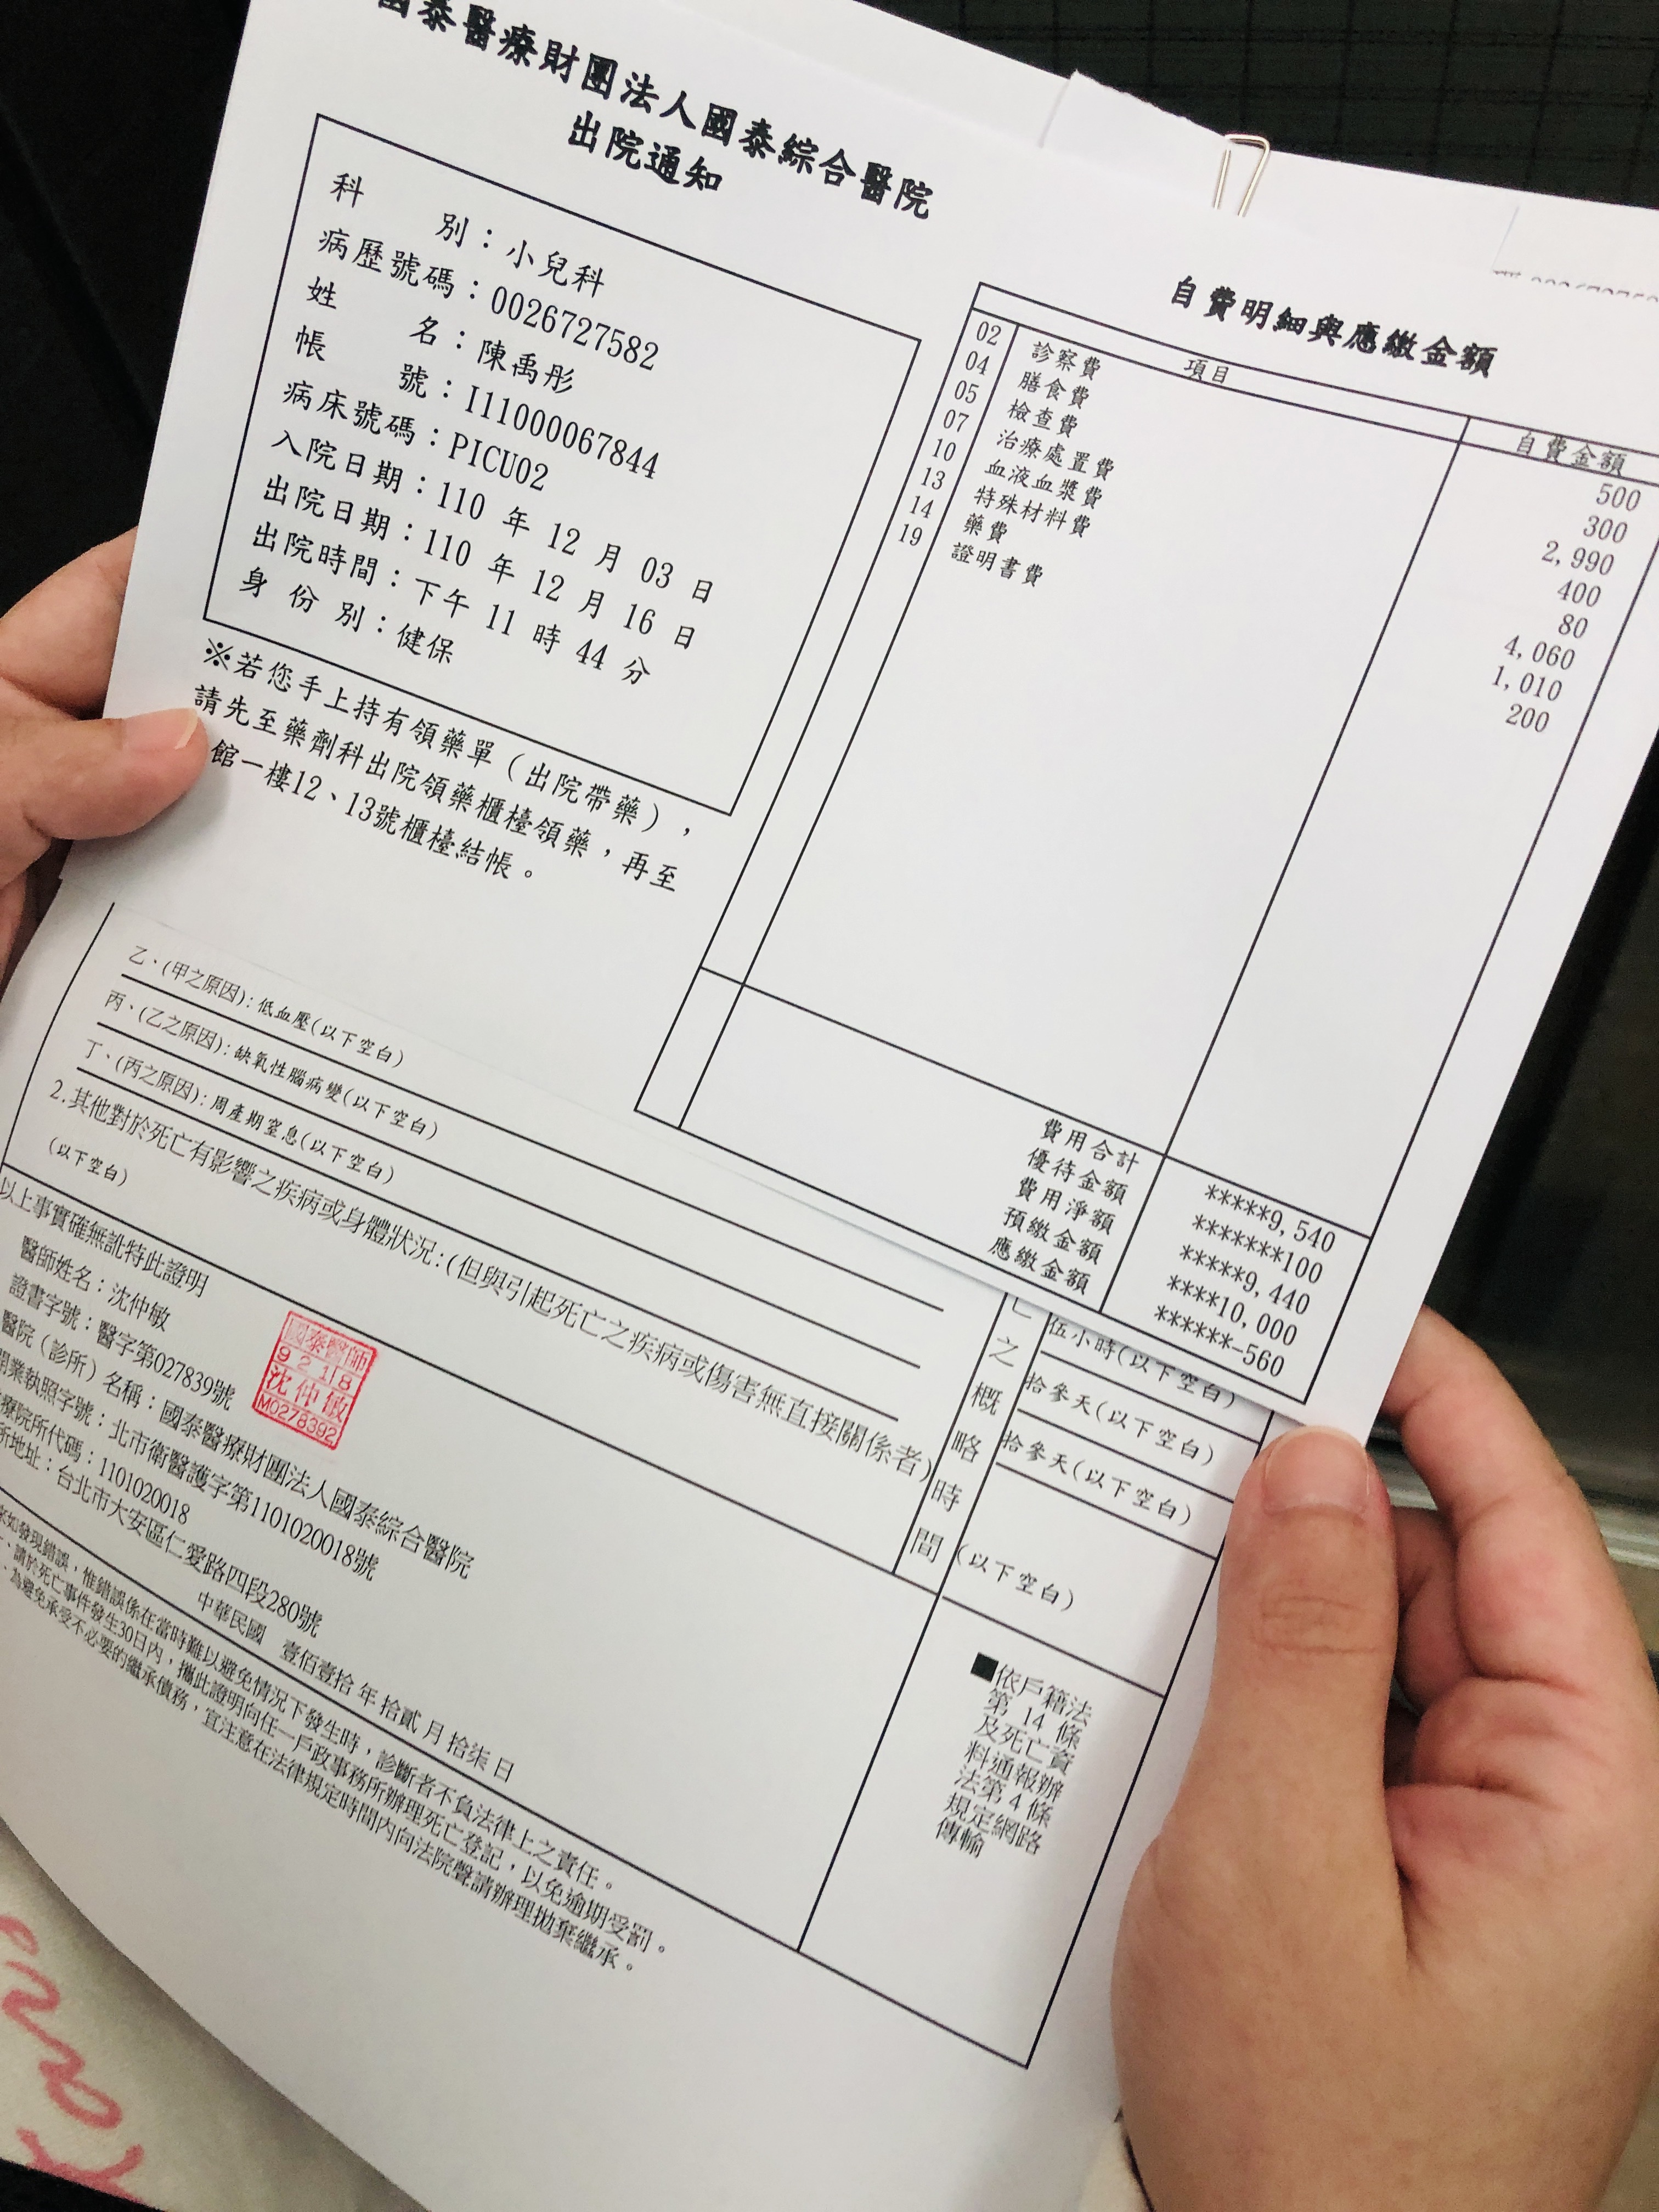 國泰醫療財團法人國泰綜合醫院
出院通知
科 別：小兒科
病歷號碼：0026727582
姓 名：陳禹彤
帳 號：I11000067844
病床號碼：PICU02
入院日期：110 年 12 月 03 日
出院日期：110 年 12 月 16 日
出院時間：下午 11 時 44 分
身 份 別：健保
※若您手上持有領藥單（出院帶藥），
請先至藥劑科出院領藥櫃檯領藥，再至
館一樓12、13號櫃檯結帳。
自費明細與應繳金額
項目 自費金額
02 診察費 500
04 膳食費 300
05 檢查費 2,990
07 治療處置費 400
10 血液血漿費 80
13 特殊材料費 4,060
14 藥費 1,010
19 證明書費 200
費用合計 *****9,540
優待金額 *******100
費用淨額 *****9,440
預繳金額 ****10,000
應繳金額 ******-560
乙、(甲之原因)：低血壓(以下空白)
丙、(乙之原因)：缺氧性腦病變(以下空白)
丁、(丙之原因)：周產期窒息(以下空白)
2.其他對於死亡有影響之疾病或身體狀況：(但與引起死亡之疾病或傷害無直接關係者)
(以下空白)
亡之概略時間
伍小時(以下空白)
拾參天(以下空白)
拾參天(以下空白)
(以下空白)
以上事實確無訛特此證明
醫師姓名：沈仲敏
證書字號：醫字第027839號
醫院（診所）名稱：國泰醫療財團法人國泰綜合醫院
開業執照字號：北市衛醫護字第1101020018號
療院所代碼：1101020018
所地址：台北市大安區仁愛路四段280號
國泰醫師
9 2 1 8
沈仲敏
M0278392
中華民國 壹佰壹拾 年 拾貳 月 拾柒 日
■依戶籍法
第 14 條
及死亡資
料通報辦
法第 4 條
規定網路
傳輸
來如發現錯誤，惟錯誤係在當時難以避免情況下發生時，診斷者不負法律上之責任。
、請於死亡事件發生30日內，攜此證明向任一戶政事務所辦理死亡登記，以免逾期受罰。
、為避免承受不必要的繼承債務，宜注意在法律規定時間內向法院聲請辦理拋棄繼承。